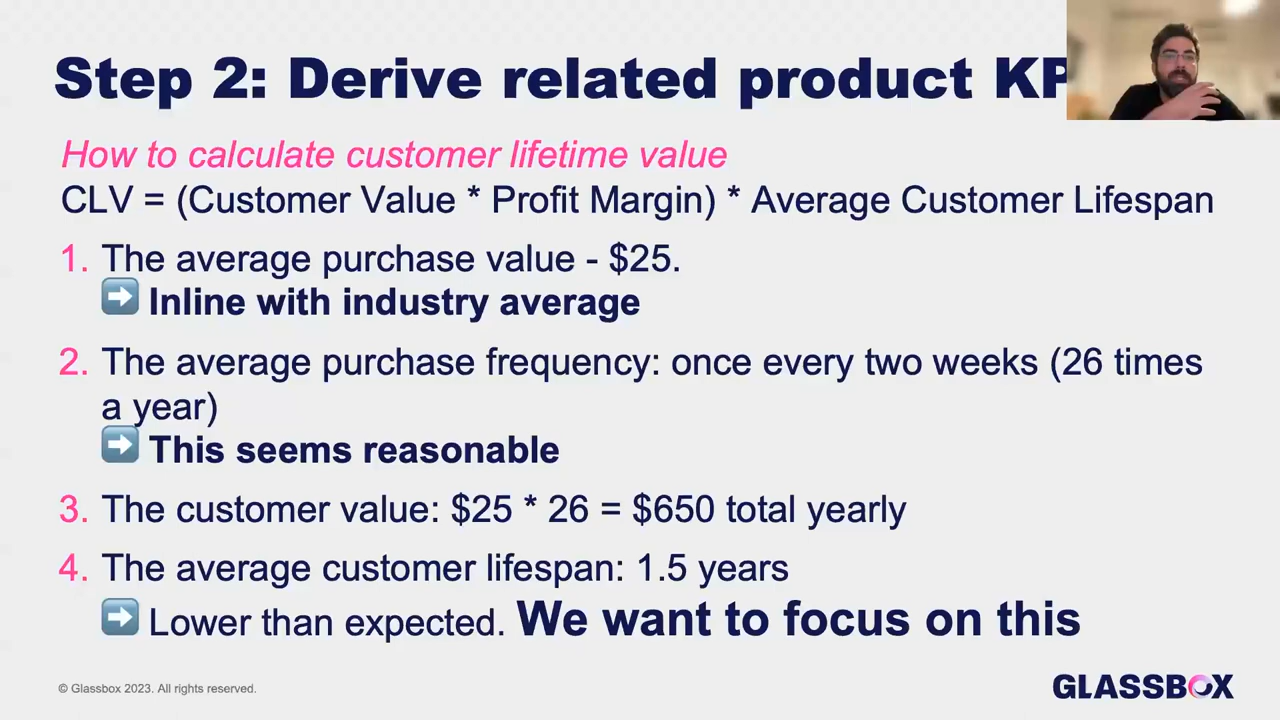 Step 2: Derive related product
How to calculate customer lifetime value
CLV = (Customer Value * Profit Margin) * Average Customer Lifespan
1. The average purchase value - $25.
➡️ Inline with industry average
2. The average purchase frequency: once every two weeks (26 times
a year)
➡️ This seems reasonable
3. The customer value: $25 * 26 = $650 total yearly
4. The average customer lifespan: 1.5 years
➡️ Lower than expected. We want to focus on this
© Glassbox 2023. All rights reserved.
GLASSBOX